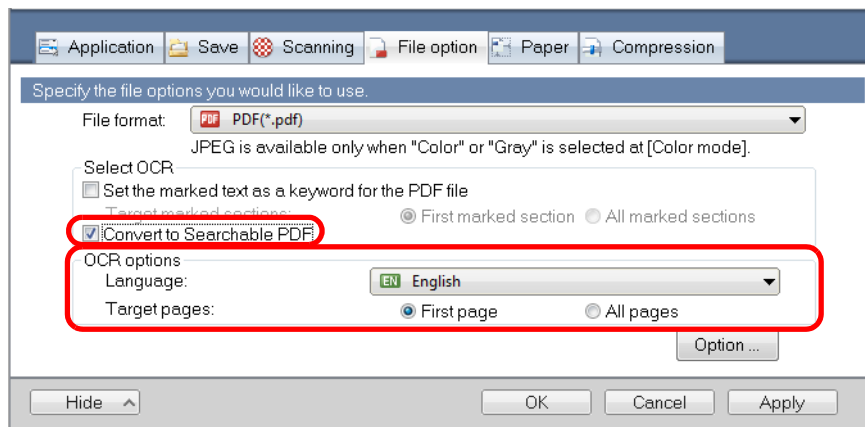 Application Save Scanning File option Paper Compression
Specify the file options you would like to use.
File format: PDF PDF(*.pdf)
JPEG is available only when "Color" or "Gray" is selected at [Color mode].
Select OCR
Set the marked text as a keyword for the PDF file
Target marked sections: First marked section All marked sections
Convert to Searchable PDF
OCR options
Language: EN English
Target pages: First page All pages
Option ...
Hide OK Cancel Apply